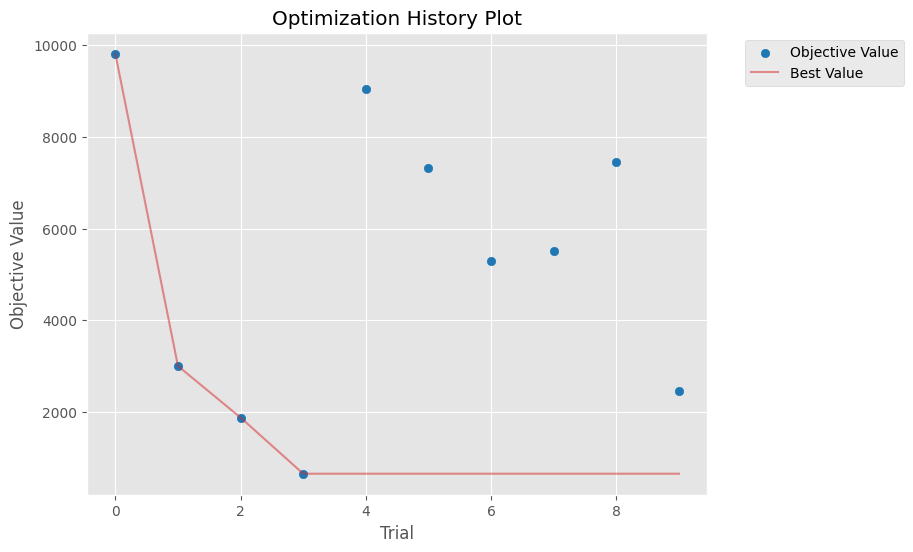 Optimization History Plot
Objective Value
Best Value
10000
8000
6000
4000
2000
Objective Value
0
2
4
6
8
Trial